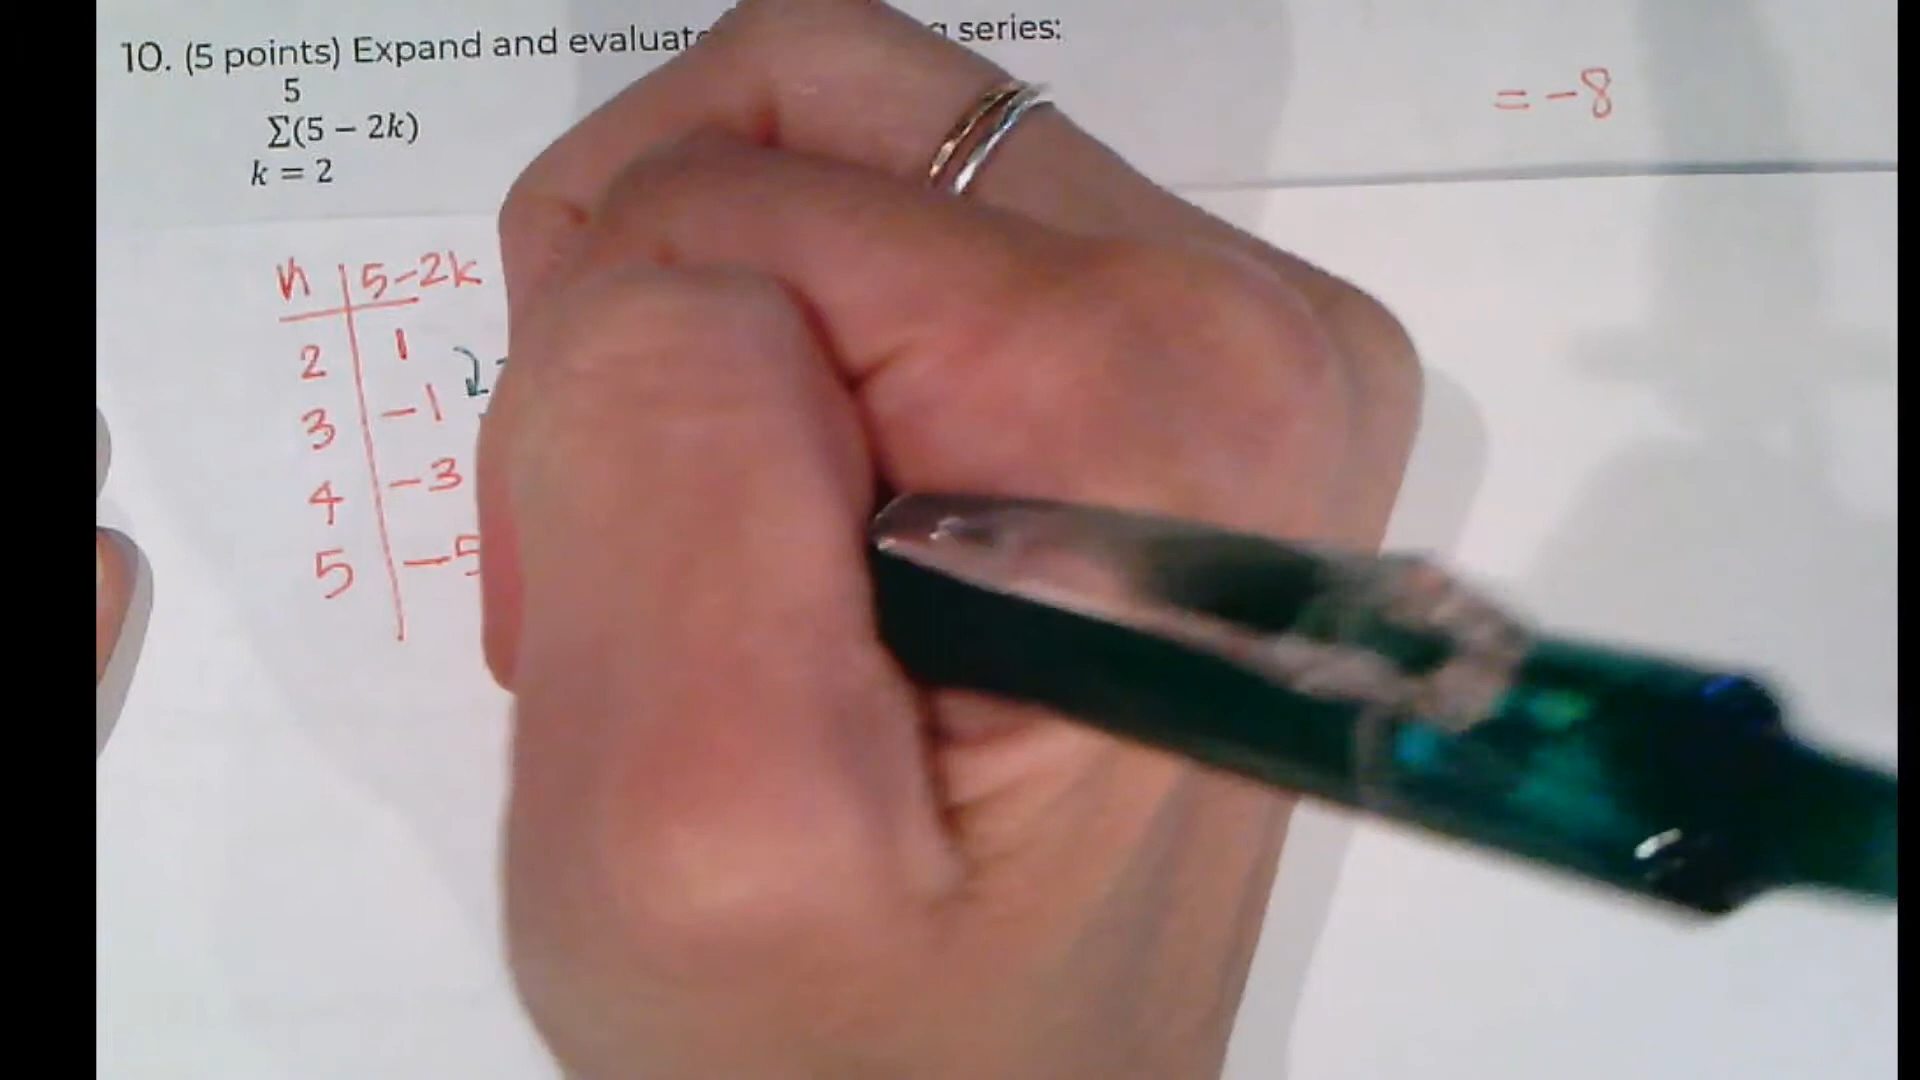 10. (5 points) Expand and evaluate series:
5
Σ(5 – 2k)
k = 2
= -8
n | 5-2k
2 | 1
3 | -1
4 | -3
5 | -5